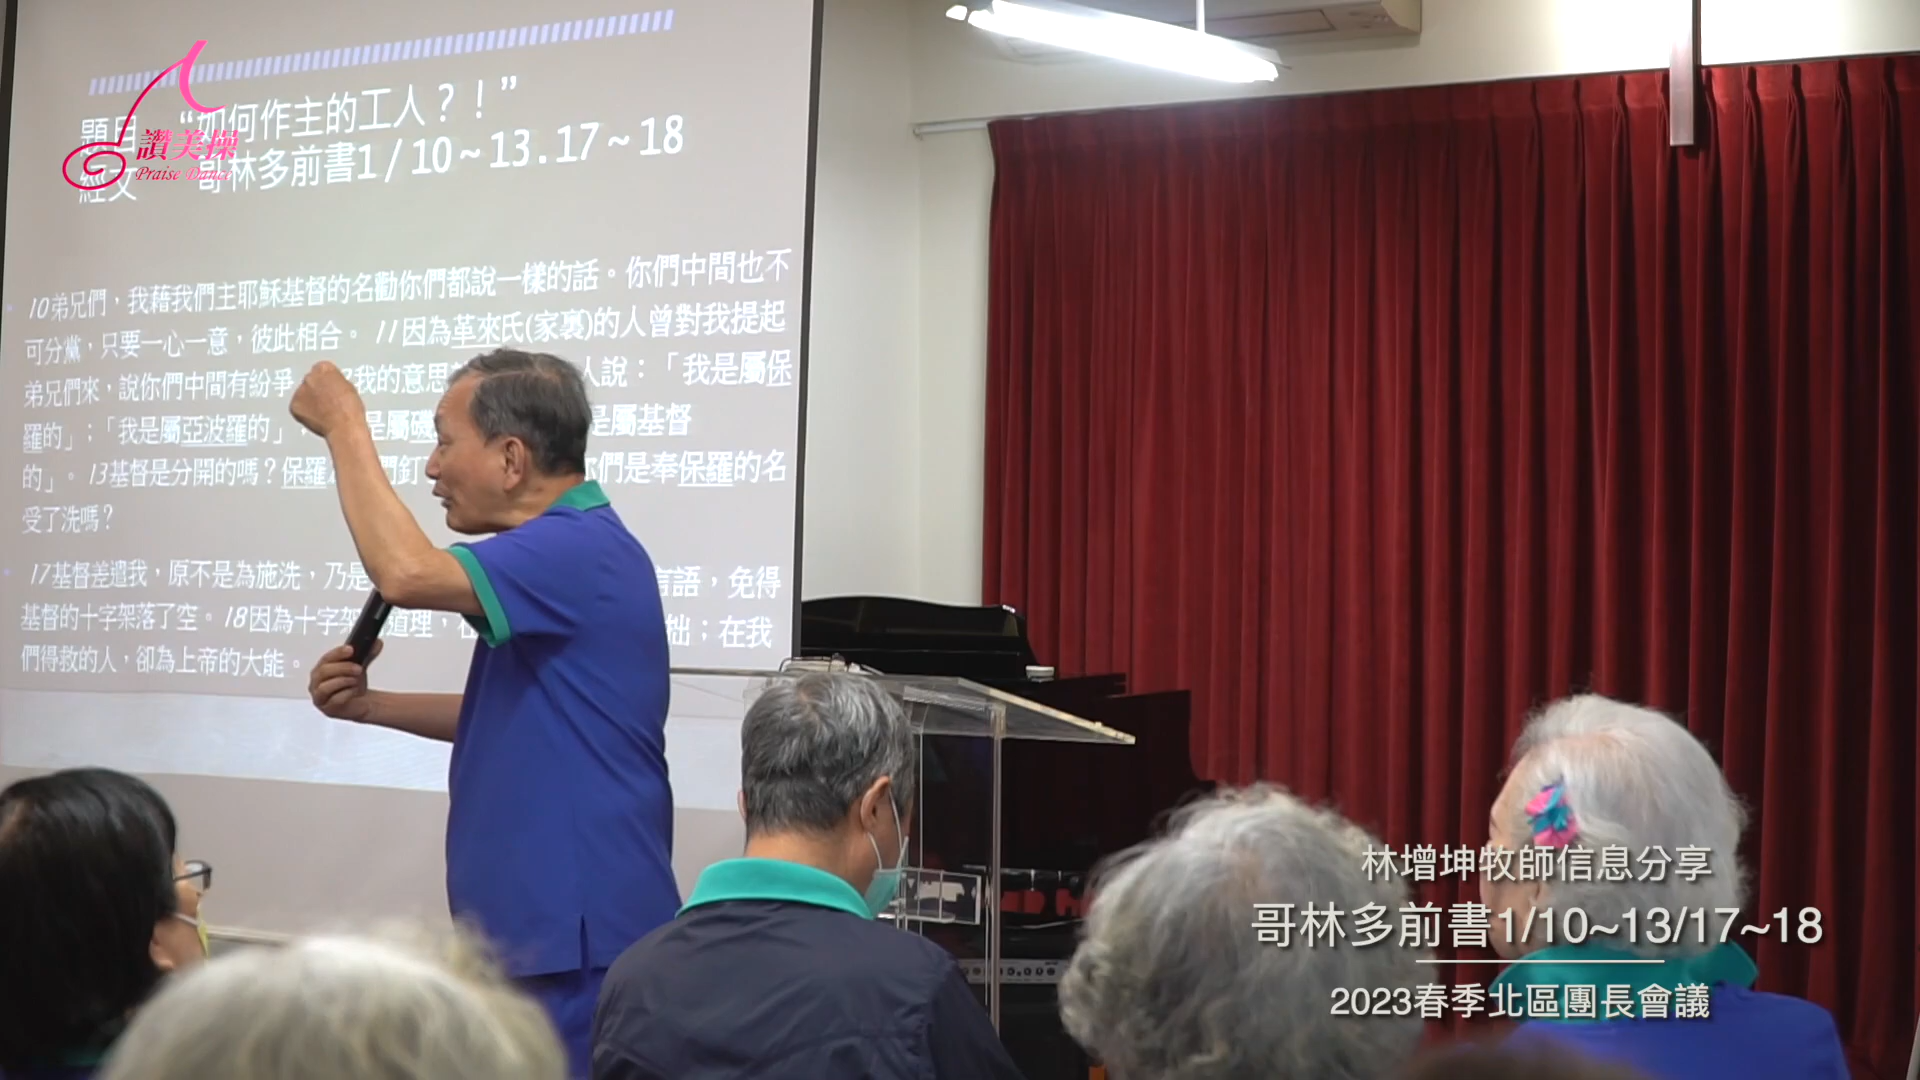 讚美操
Praise Dance
題目 “如何作主的工人？！”
經文 哥林多前書1/10~13.17~18
10弟兄們，我藉我們主耶穌基督的名勸你們都說一樣的話。你們中間也不
可分黨，只要一心一意，彼此相合。 11因為革來氏(家裏)的人曾對我提起
弟兄們來，說你們中間有紛爭 我的意思 人說：「我是屬保
羅的」；「我是屬亞波羅的」； 是屬磯 是屬基督
的」。13基督是分開的嗎？保羅 們釘 你們是奉保羅的名
受了洗嗎？
17基督差遣我，原不是為施洗，乃是 言語，免得
基督的十字架落了空。18因為十字架 道理，在 拙；在我
們得救的人，卻為上帝的大能。
林增坤牧師信息分享
哥林多前書1/10~13/17~18
2023春季北區團長會議